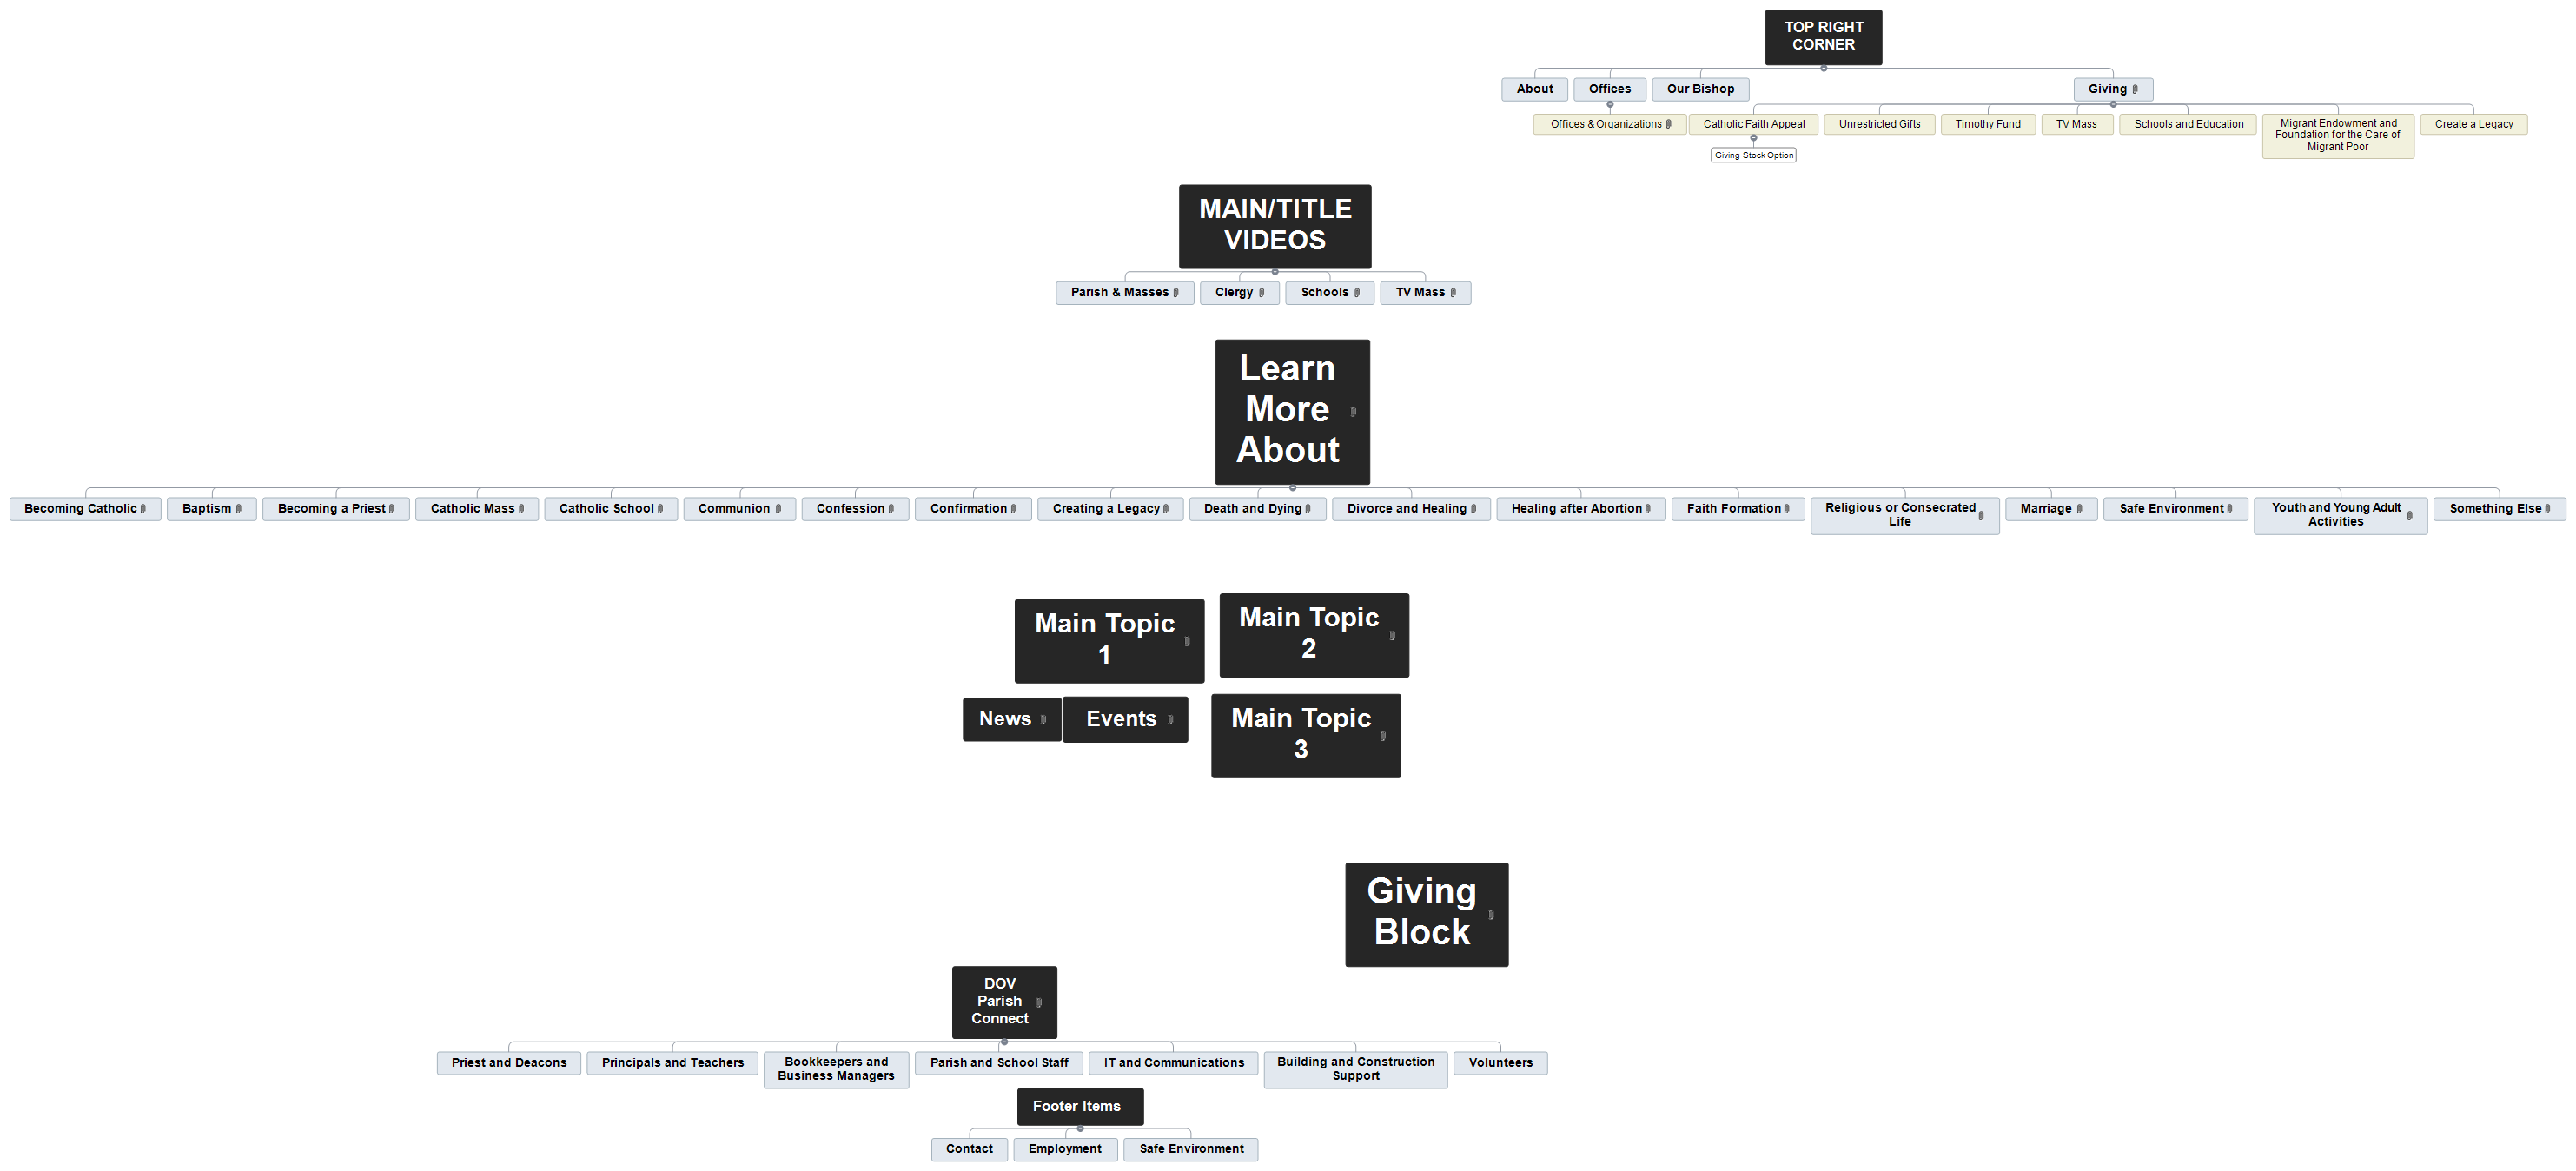 TOP RIGHT
CORNER
About
Offices
Our Bishop
Giving
Offices & Organizations
Catholic Faith Appeal
Unrestricted Gifts
Timothy Fund
TV Mass
Schools and Education
Migrant Endowment and
Foundation for the Care of
Migrant Poor
Create a Legacy
Giving Stock Option
MAIN/TITLE
VIDEOS
Parish & Masses
Clergy
Schools
TV Mass
Learn
More
About
Becoming Catholic
Baptism
Becoming a Priest
Catholic Mass
Catholic School
Communion
Confession
Confirmation
Creating a Legacy
Death and Dying
Divorce and Healing
Healing after Abortion
Faith Formation
Religious or Consecrated
Life
Marriage
Safe Environment
Youth and Young Adult
Activities
Something Else
Main Topic
1
Main Topic
2
News
Events
Main Topic
3
Giving
Block
DOV
Parish
Connect
Priest and Deacons
Principals and Teachers
Bookkeepers and
Business Managers
Parish and School Staff
IT and Communications
Building and Construction
Support
Volunteers
Footer Items
Contact
Employment
Safe Environment